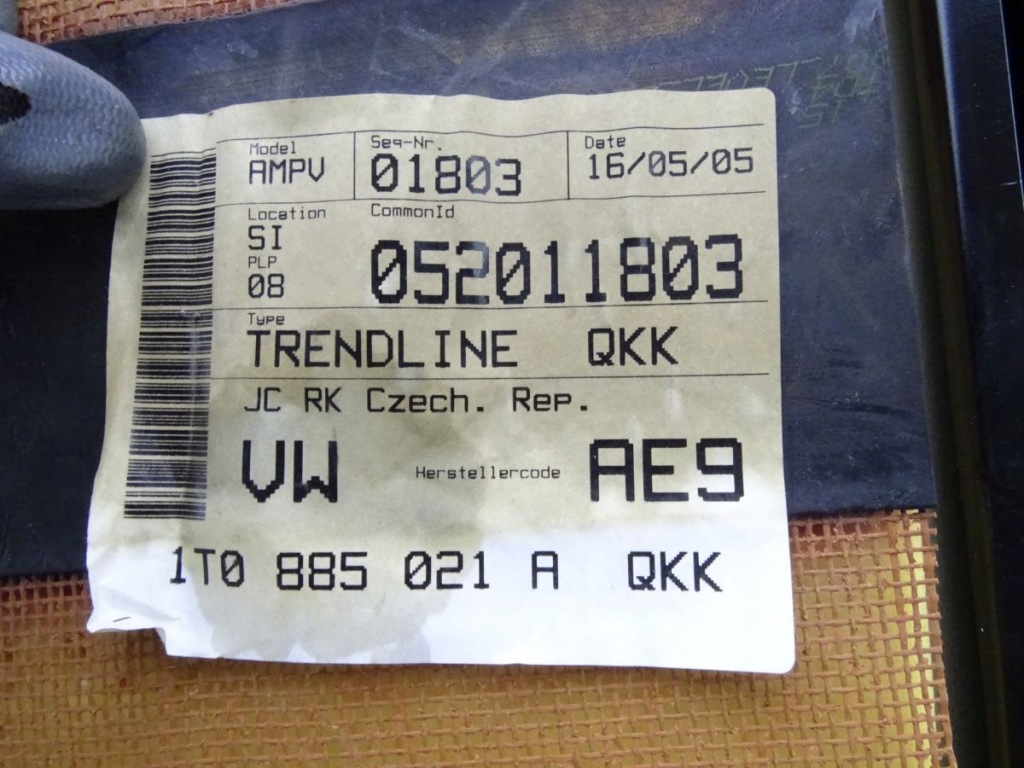 Model Seq-Nr. Date
AMPV 01803 16/05/05
Location CommonId
SI
PLP
08 052011803
Type
TRENDLINE QKK
JC RK Czech. Rep.
VW Herstellercode AE9
1T0 885 021 A QKK